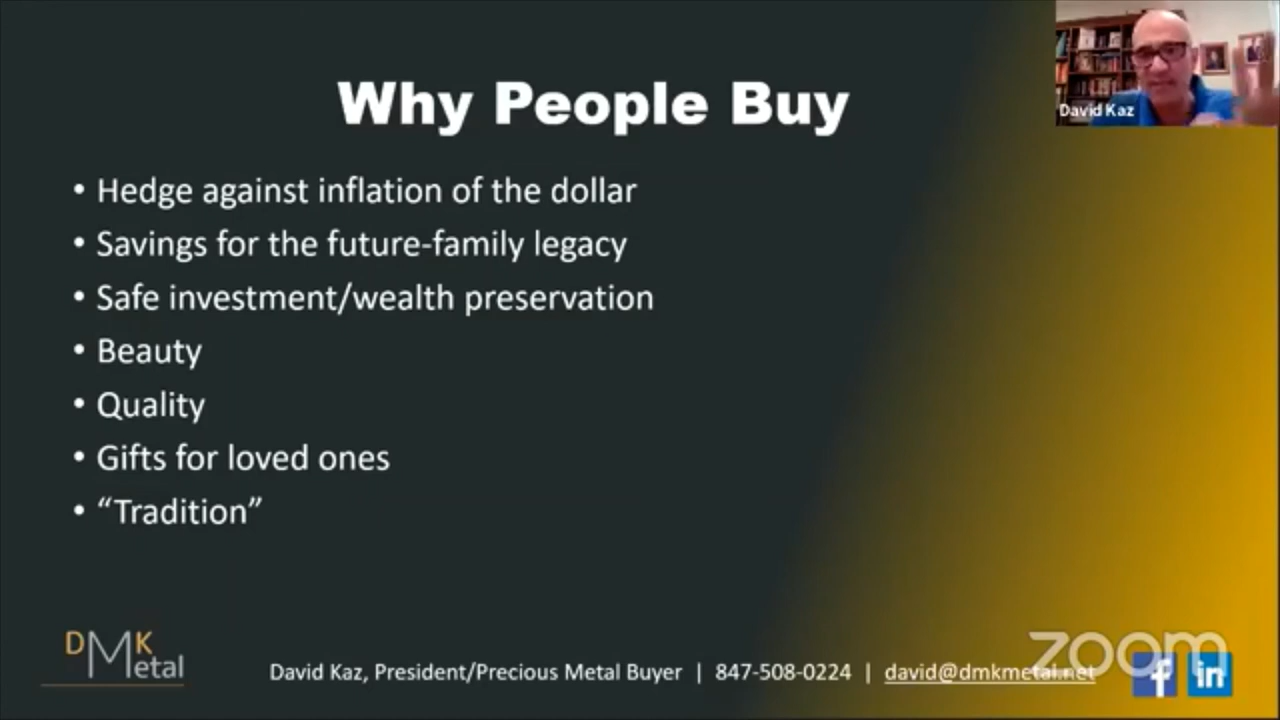 Why People Buy
David Kaz
• Hedge against inflation of the dollar
• Savings for the future-family legacy
• Safe investment/wealth preservation
• Beauty
• Quality
• Gifts for loved ones
• “Tradition”
DMK
Metal
David Kaz, President/Precious Metal Buyer | 847-508-0224 | david@dmkmetal.net
zoom
f
in